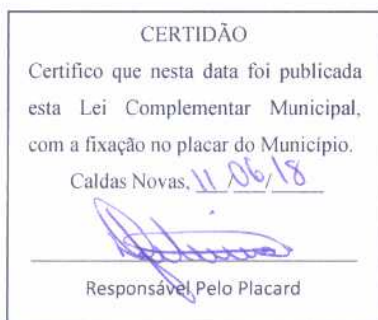 CERTIDÃO
Certifico que nesta data foi publicada
esta Lei Complementar Municipal,
com a fixação no placar do Município.
Caldas Novas, 11/06/18
Responsável Pelo Placard